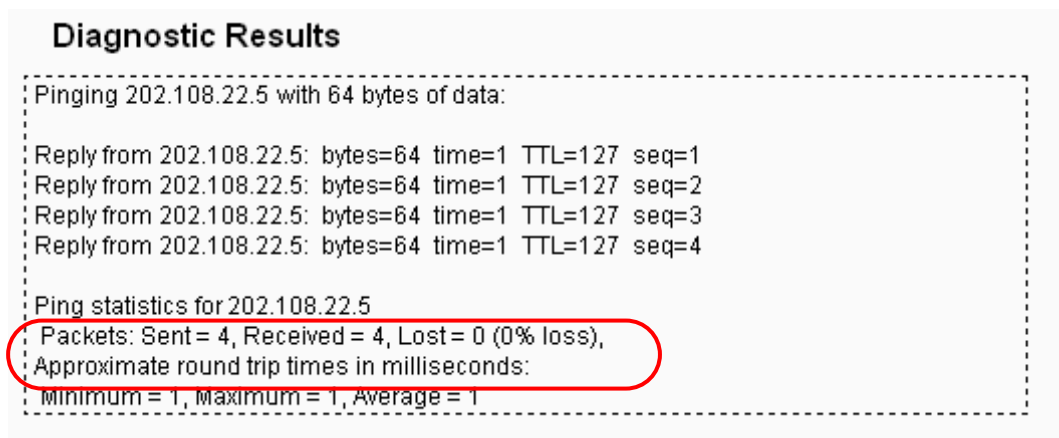 Diagnostic Results
Pinging 202.108.22.5 with 64 bytes of data:
Reply from 202.108.22.5: bytes=64 time=1 TTL=127 seq=1
Reply from 202.108.22.5: bytes=64 time=1 TTL=127 seq=2
Reply from 202.108.22.5: bytes=64 time=1 TTL=127 seq=3
Reply from 202.108.22.5: bytes=64 time=1 TTL=127 seq=4
Ping statistics for 202.108.22.5
Packets: Sent = 4, Received = 4, Lost = 0 (0% loss),
Approximate round trip times in milliseconds:
Minimum = 1, Maximum = 1, Average = 1